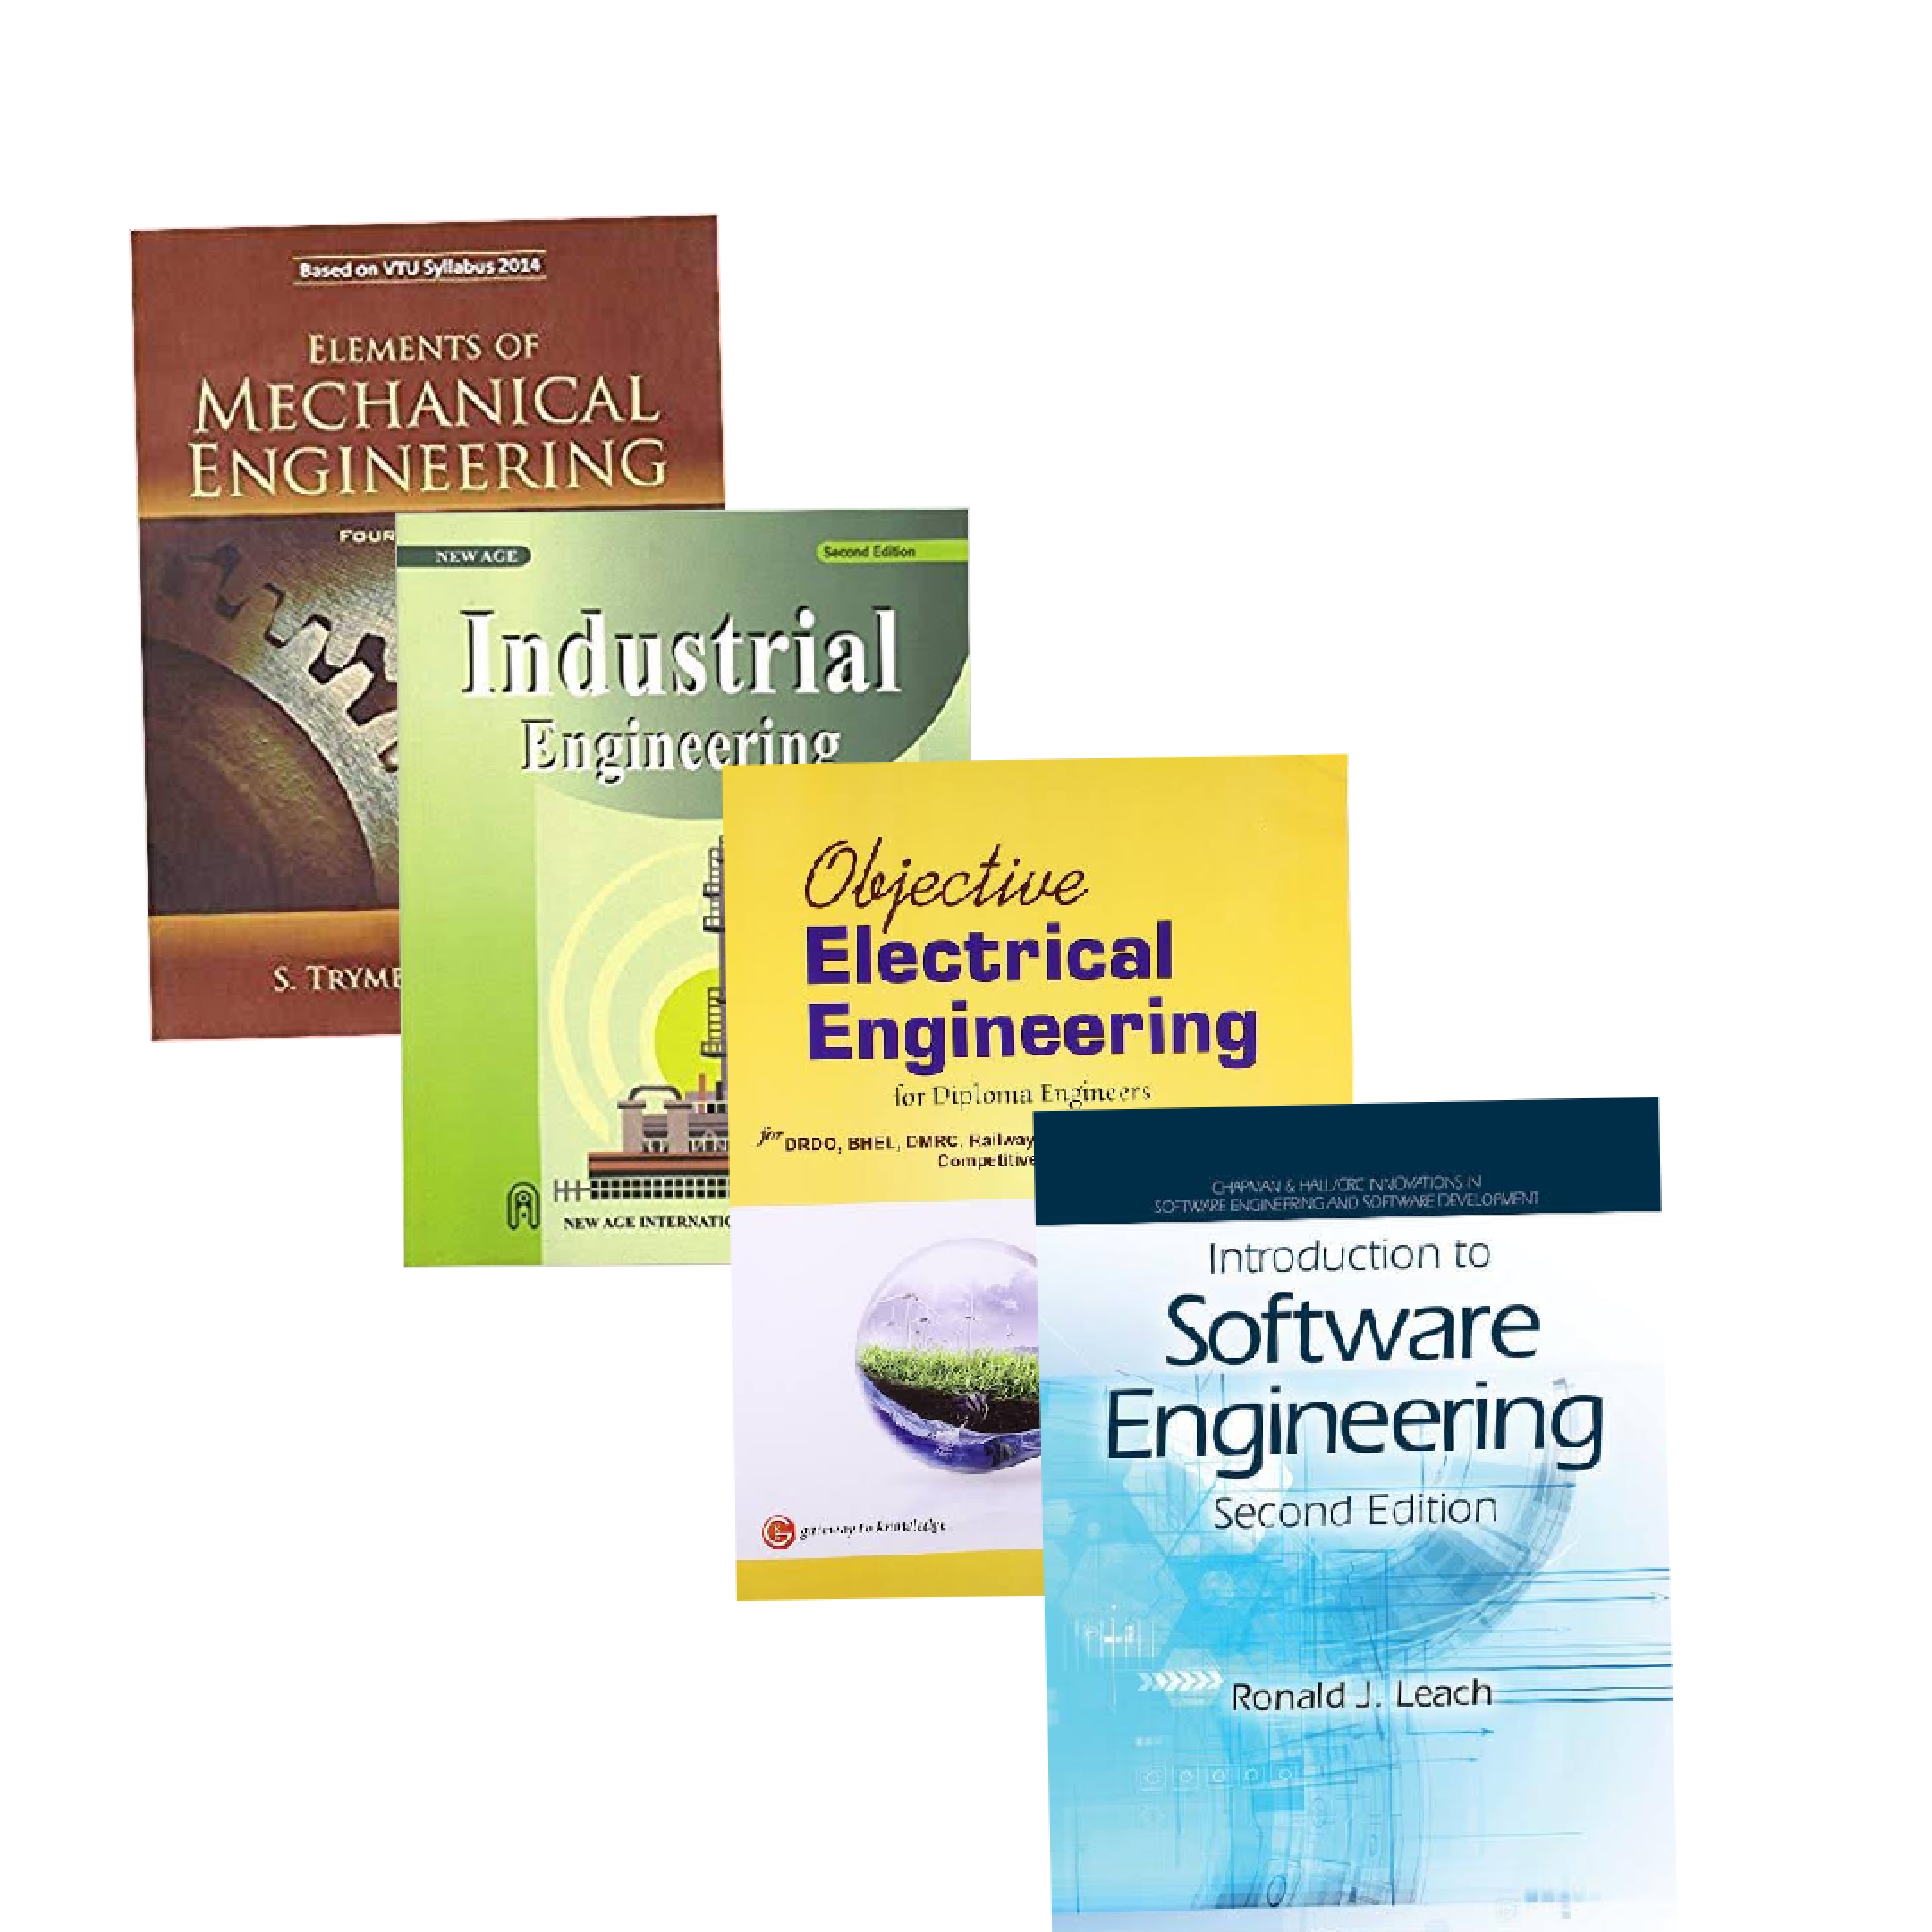 Based on VTU Syllabus 2014
ELEMENTS OF
MECHANICAL
ENGINEERING
FOUR
S. TRYMB
NEW AGE
Second Edition
Industrial
Engineering
NEW AGE INTERNATIO
Objective
Electrical
Engineering
for Diploma Engineers
for DRDO, BHEL, DMRC, Railway
Competitive
gateway to knowledge
CHAPMAN & HALL/CRC INNOVATIONS IN
SOFTWARE ENGINEERING AND SOFTWARE DEVELOPMENT
Introduction to
Software
Engineering
Second Edition
Ronald J. Leach